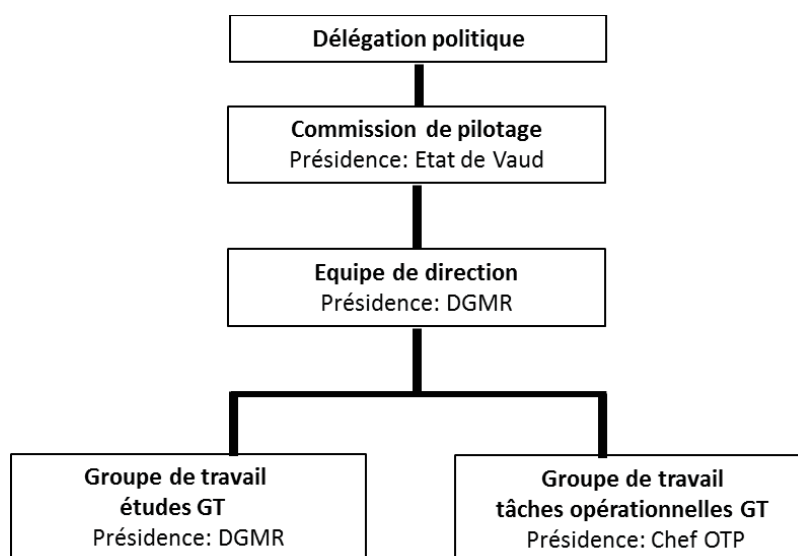 Délégation politique
Commission de pilotage
Présidence: Etat de Vaud
Equipe de direction
Présidence: DGMR
Groupe de travail
études GT
Présidence: DGMR
Groupe de travail
tâches opérationnelles GT
Présidence: Chef OTP